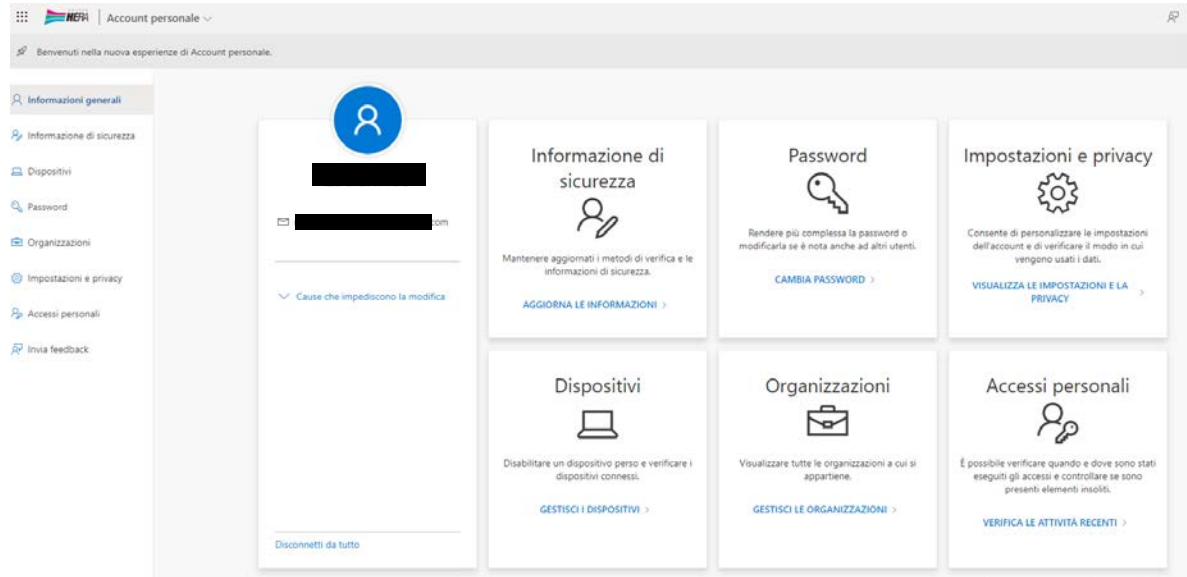 HERA
Account personale
Benvenuti nella nuova esperienze di Account personale.
Informazioni generali
Informazione di sicurezza
Dispositivi
Password
Organizzazioni
Impostazioni e privacy
Accessi personali
Invia feedback
com
Cause che impediscono la modifica
Disconnetti da tutto
Informazione di
sicurezza
Mantenere aggiornati i metodi di verifica e le
informazioni di sicurezza.
AGGIORNA LE INFORMAZIONI >
Password
Rendere più complessa la password o
modificarla se è nota anche ad altri utenti.
CAMBIA PASSWORD >
Impostazioni e privacy
Consente di personalizzare le impostazioni
dell'account e di verificare il modo in cui
vengono usati i dati.
VISUALIZZA LE IMPOSTAZIONI E LA
PRIVACY >
Dispositivi
Disabilitare un dispositivo perso e verificare i
dispositivi connessi.
GESTISCI I DISPOSITIVI >
Organizzazioni
Visualizzare tutte le organizzazioni a cui si
appartiene.
GESTISCI LE ORGANIZZAZIONI >
Accessi personali
È possibile verificare quando e dove sono stati
eseguiti gli accessi e controllare se sono
presenti elementi insoliti.
VERIFICA LE ATTIVITÀ RECENTI >